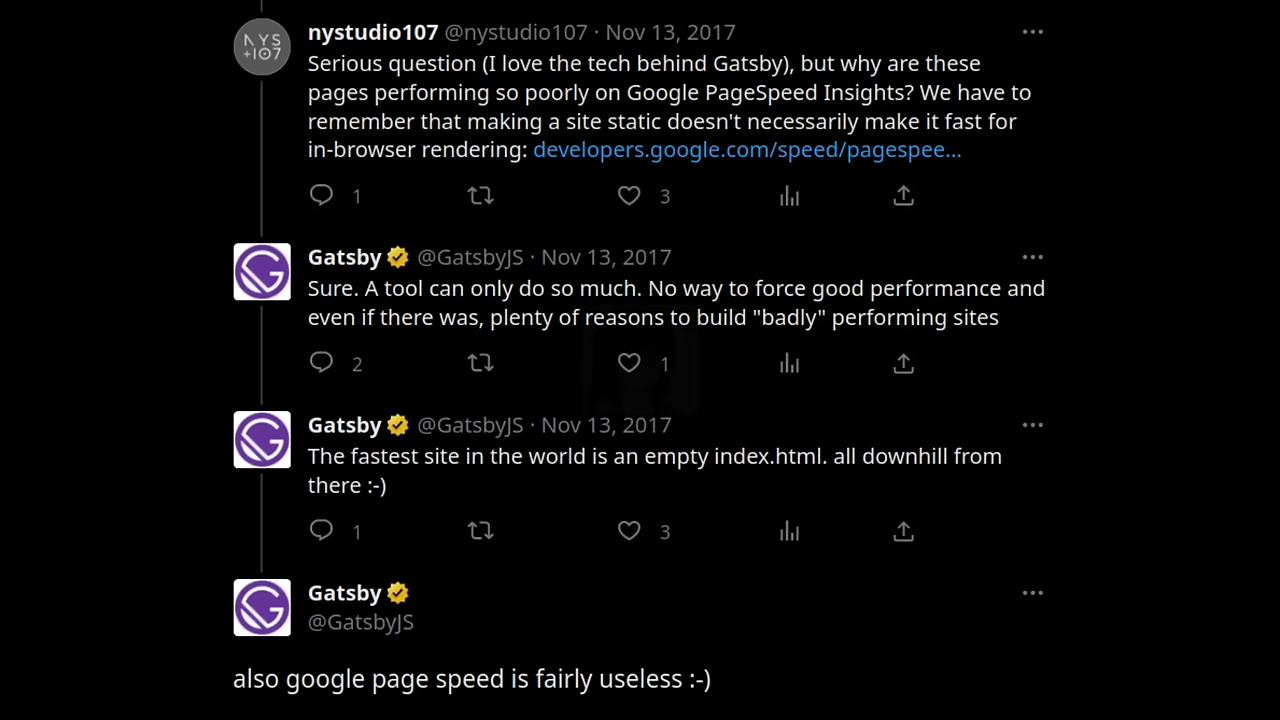 nystudio107 @nystudio107 · Nov 13, 2017
NYS
+107
Serious question (I love the tech behind Gatsby), but why are these
pages performing so poorly on Google PageSpeed Insights? We have to
remember that making a site static doesn't necessarily make it fast for
in-browser rendering: developers.google.com/speed/pagespee...
1 3
Gatsby @GatsbyJS · Nov 13, 2017
Sure. A tool can only do so much. No way to force good performance and
even if there was, plenty of reasons to build "badly" performing sites
2 1
Gatsby @GatsbyJS · Nov 13, 2017
The fastest site in the world is an empty index.html. all downhill from
there :-)
1 3
Gatsby
@GatsbyJS
also google page speed is fairly useless :-)